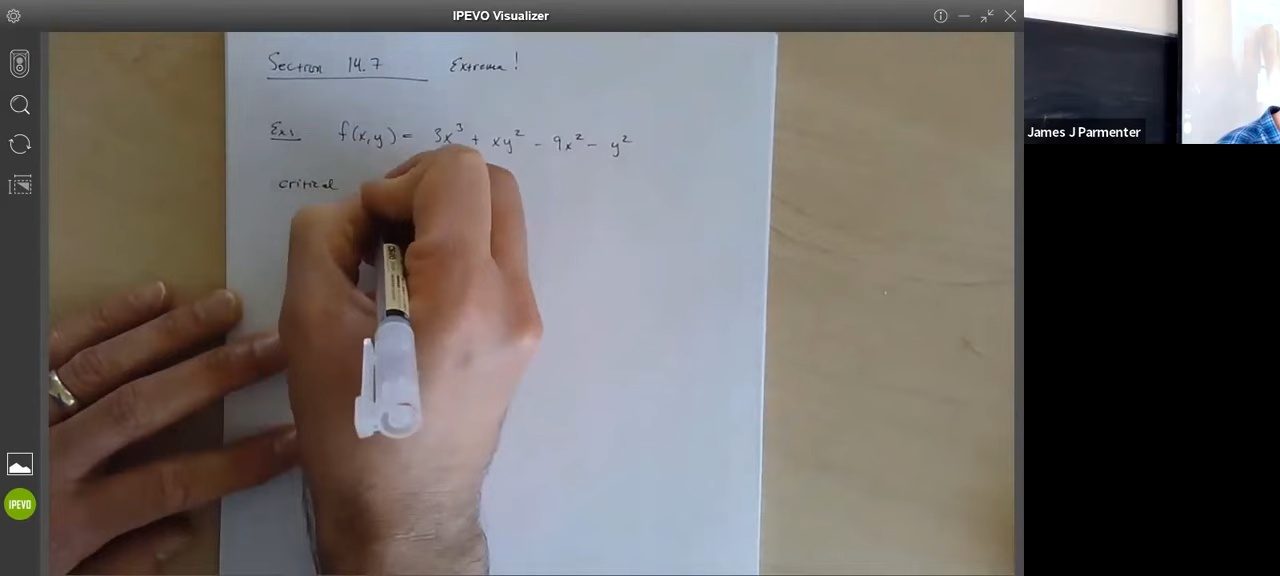 IPEVO Visualizer
Section 14.7 Extrema!
Ex1 f(x,y) = 3x³ + xy² - 9x² - y²
critical
James J Parmenter
IPEVO